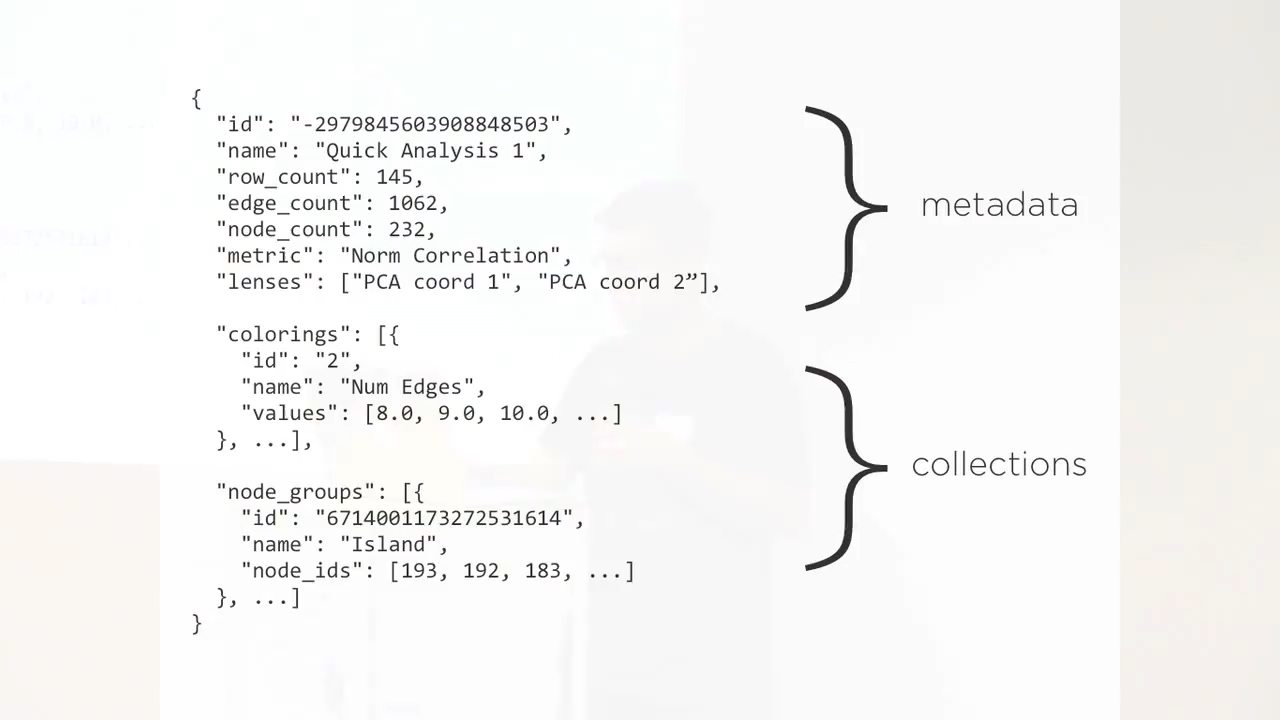 {
"id": "-2979845603908848503",
"name": "Quick Analysis 1",
"row_count": 145,
"edge_count": 1062,
"node_count": 232,
"metric": "Norm Correlation",
"lenses": ["PCA coord 1", "PCA coord 2”],
"colorings": [{
"id": "2",
"name": "Num Edges",
"values": [8.0, 9.0, 10.0, ...]
}, ...],
"node_groups": [{
"id": "6714001173272531614",
"name": "Island",
"node_ids": [193, 192, 183, ...]
}, ...]
}
metadata
collections